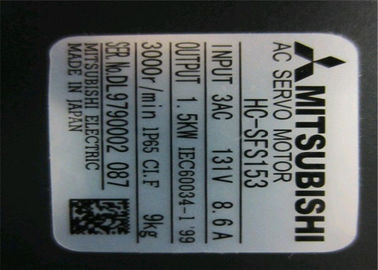 MITSUBISHI
AC SERVO MOTOR
HC-SFS153
INPUT 3AC 131V 8.6A
OUTPUT 1.5KW IEC60034-1'99
3000r/min IP65 CI.F 9kg
SER.No.DL9790002 087
MITSUBISHI ELECTRIC
MADE IN JAPAN